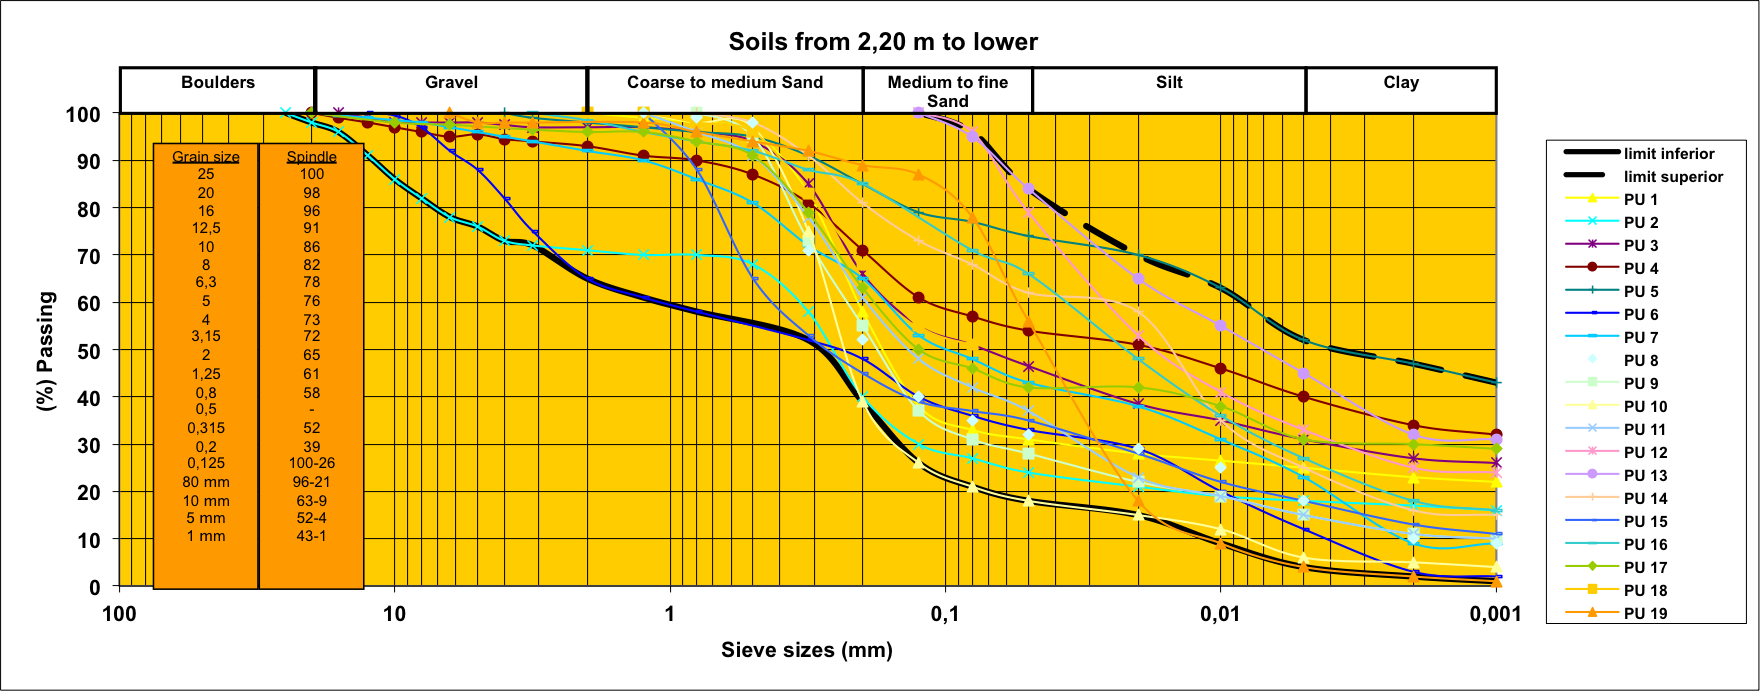 Soils from 2,20 m to lower
Boulders Gravel Coarse to medium Sand Medium to fine Sand Silt Clay
100
90
80
70
60
50
40
30
20
10
0
(%) Passing
Grain size Spindle
25 100
20 98
16 96
12,5 91
10 86
8 82
6,3 78
5 76
4 73
3,15 72
2 65
1,25 61
0,8 58
0,5 -
0,315 52
0,2 39
0,125 100-26
80 mm 96-21
10 mm 63-9
5 mm 52-4
1 mm 43-1
100 10 1 0,1 0,01 0,001
Sieve sizes (mm)
limit inferior
limit superior
PU 1
PU 2
PU 3
PU 4
PU 5
PU 6
PU 7
PU 8
PU 9
PU 10
PU 11
PU 12
PU 13
PU 14
PU 15
PU 16
PU 17
PU 18
PU 19